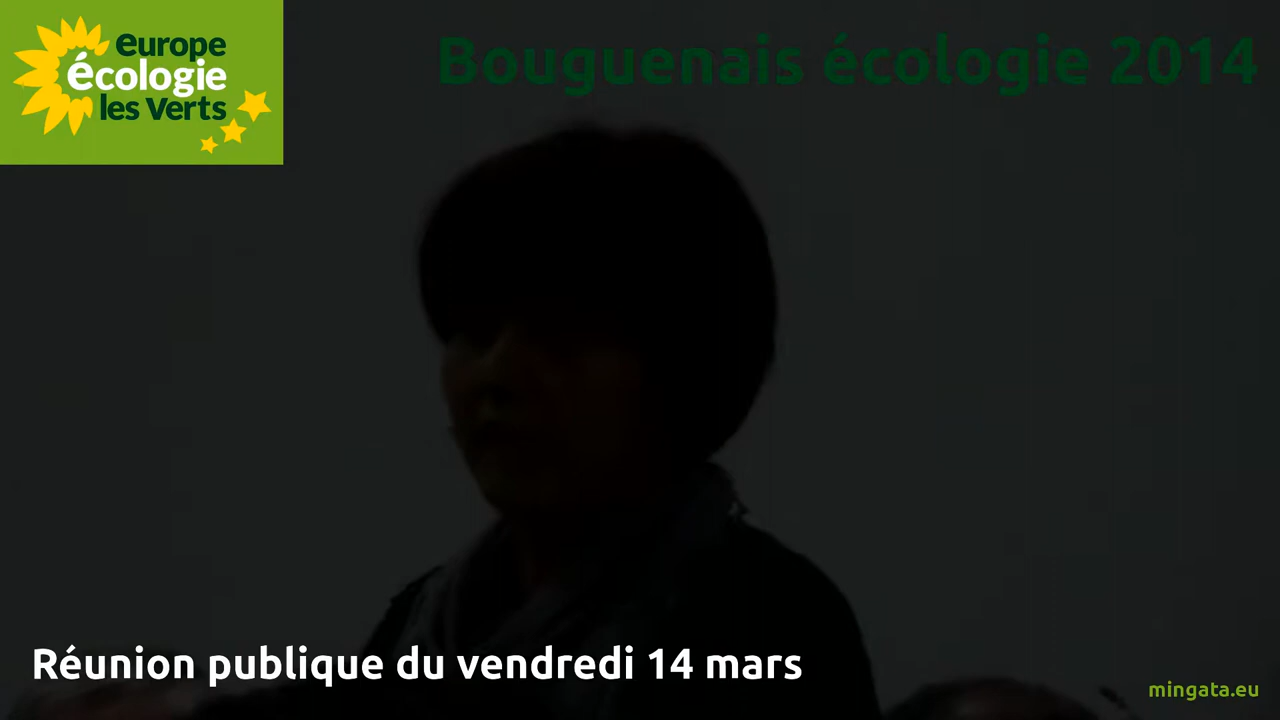 europe
écologie
les verts
Bouguenais écologie 2014
Réunion publique du vendredi 14 mars
mingata.eu